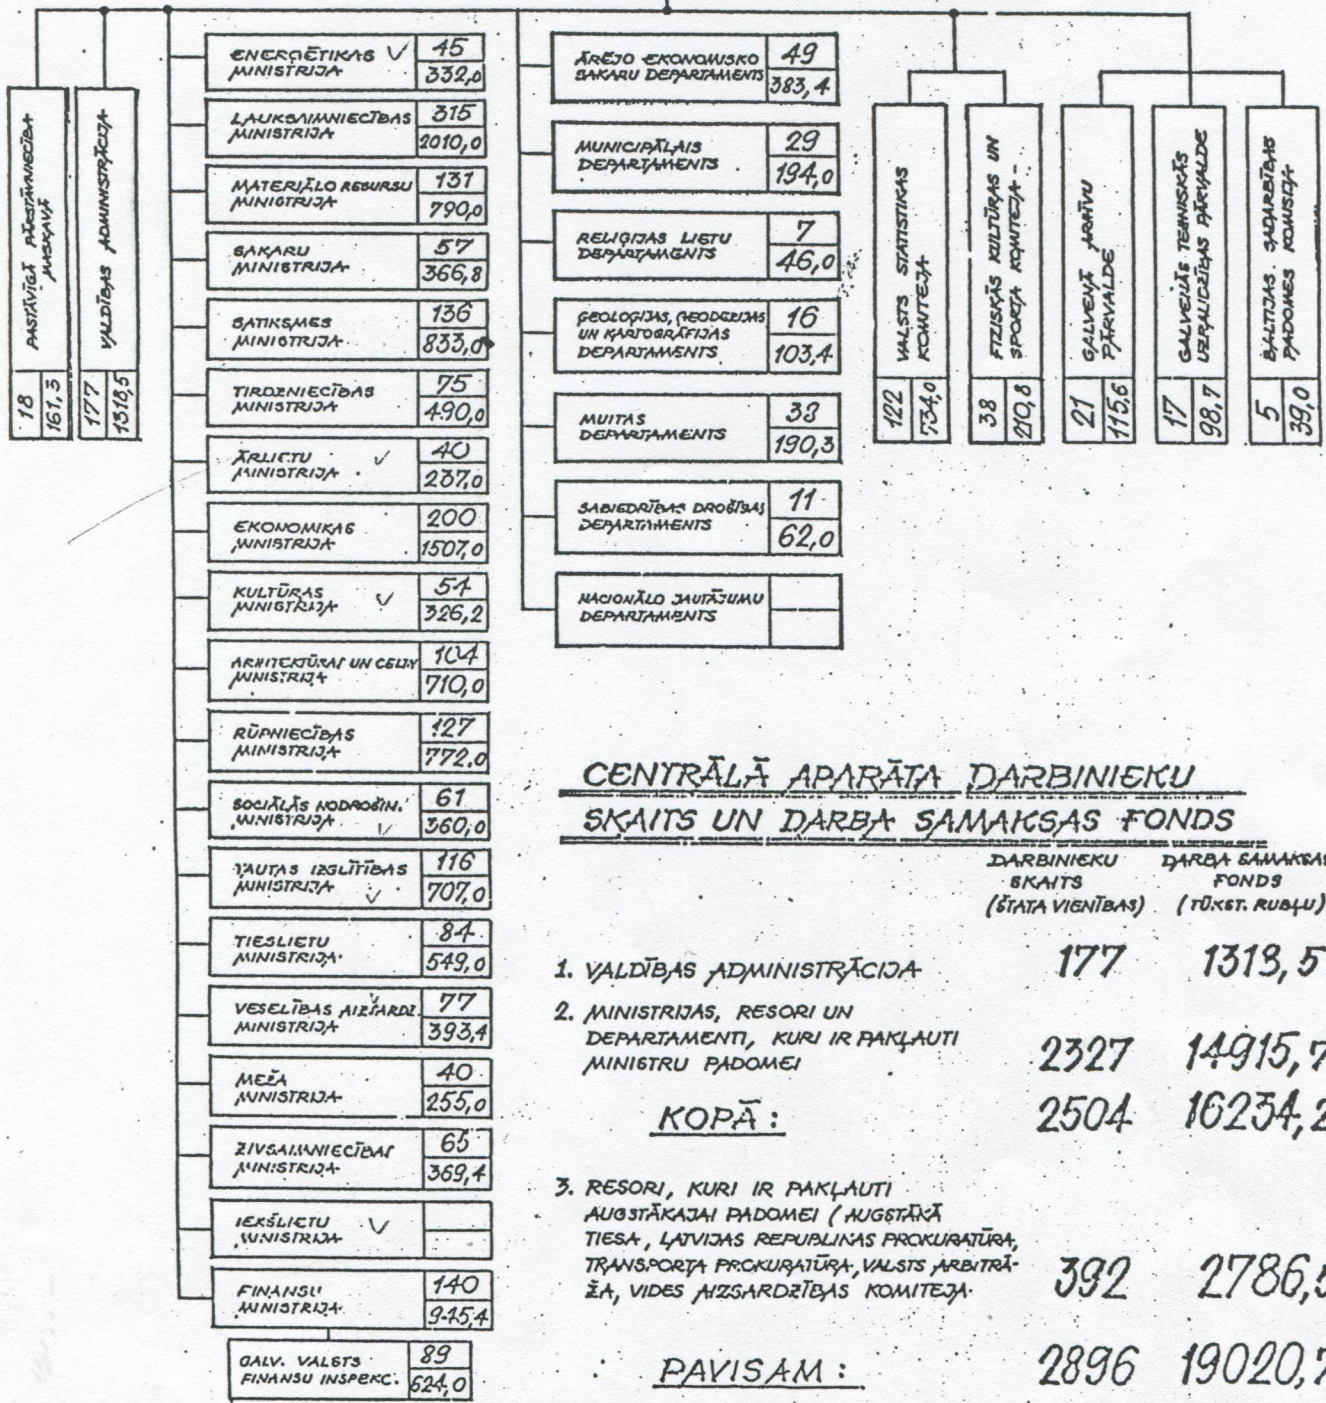 PASTĀVĪGĀ PĀRSTĀVNIECĪBA
MASKAVĀ
18
161,3
VALDĪBAS ADMINISTRĀCIJA
177
1318,5
ENERĢĒTIKAS
MINISTRIJA
45
332,0
LAUKSAIMNIECĪBAS
MINISTRIJA
315
2010,0
MATERIĀLO RESURSU
MINISTRIJA
131
790,0
SAKARU
MINISTRIJA
57
366,8
SATIKSMES
MINISTRIJA
136
833,0
TIRDZNIECĪBAS
MINISTRIJA
75
490,0
ĀRLIETU
MINISTRIJA
40
237,0
EKONOMIKAS
MINISTRIJA
200
1507,0
KULTŪRAS
MINISTRIJA
54
326,2
ARHITEKTŪRAS UN CELTN
MINISTRIJA
104
710,0
RŪPNIECĪBAS
MINISTRIJA
127
772,0
SOCIĀLĀS NODROŠIN.
MINISTRIJA
61
360,0
TAUTAS IZGLĪTĪBAS
MINISTRIJA
116
707,0
TIESLIETU
MINISTRIJA
84
549,0
VESELĪBAS AIZSARDZ.
MINISTRIJA
77
393,4
MEŽA
MINISTRIJA
40
255,0
ZIVSAIMNIECĪBAS
MINISTRIJA
65
369,4
IEKŠLIETU
MINISTRIJA
FINANSU
MINISTRIJA
140
915,4
GALV. VALSTS
FINANSU INSPEKC.
89
624,0
ĀRĒJO EKONOMISKO
SAKARU DEPARTAMENTS
49
383,4
MUNICIPĀLAIS
DEPARTAMENTS
29
194,0
RELIĢIJAS LIETU
DEPARTAMENTS
7
46,0
ĢEOLOĢIJAS, ĢEODĒZIJAS
UN KARTOGRĀFIJAS
DEPARTAMENTS
16
103,4
MUITAS
DEPARTAMENTS
33
190,3
SABIEDRĪBAS DROŠĪBAS
DEPARTAMENTS
11
62,0
NACIONĀLO JAUTĀJUMU
DEPARTAMENTS
VALSTS STATISTIKAS
KOMITEJA
122
734,0
FIZISKĀS KULTŪRAS UN
SPORTA KOMITEJA
38
210,8
GALVENĀ ARHĪVU
PĀRVALDE
21
115,6
GALVENĀS TEHNISKĀS
UZRAUDZĪBAS PĀRVALDE
17
98,7
BALTIJAS SADARBĪBAS
PADOMES KOMISIJA
5
39,0
CENTRĀLĀ APARĀTA DARBINIEKU
SKAITS UN DARBA SAMAKSAS FONDS
DARBINIEKU
SKAITS
(ŠTATA VIENĪBAS)
DARBA SAMAKSAS
FONDS
(TŪKST. RUBĻU)
1. VALDĪBAS ADMINISTRĀCIJA 177 1318,5
2. MINISTRIJAS, RESORI UN
DEPARTAMENTI, KURI IR PAKĻAUTI
MINISTRU PADOMEI 2327 14915,7
KOPĀ: 2504 16234,2
3. RESORI, KURI IR PAKĻAUTI
AUGSTĀKAJAI PADOMEI (AUGSTĀKĀ
TIESA, LATVIJAS REPUBLIKAS PROKURATŪRA,
TRANSPORTA PROKURATŪRA, VALSTS ARBITRĀ-
ŽA, VIDES AIZSARDZĪBAS KOMITEJA. 392 2786,5
PAVISAM: 2896 19020,7